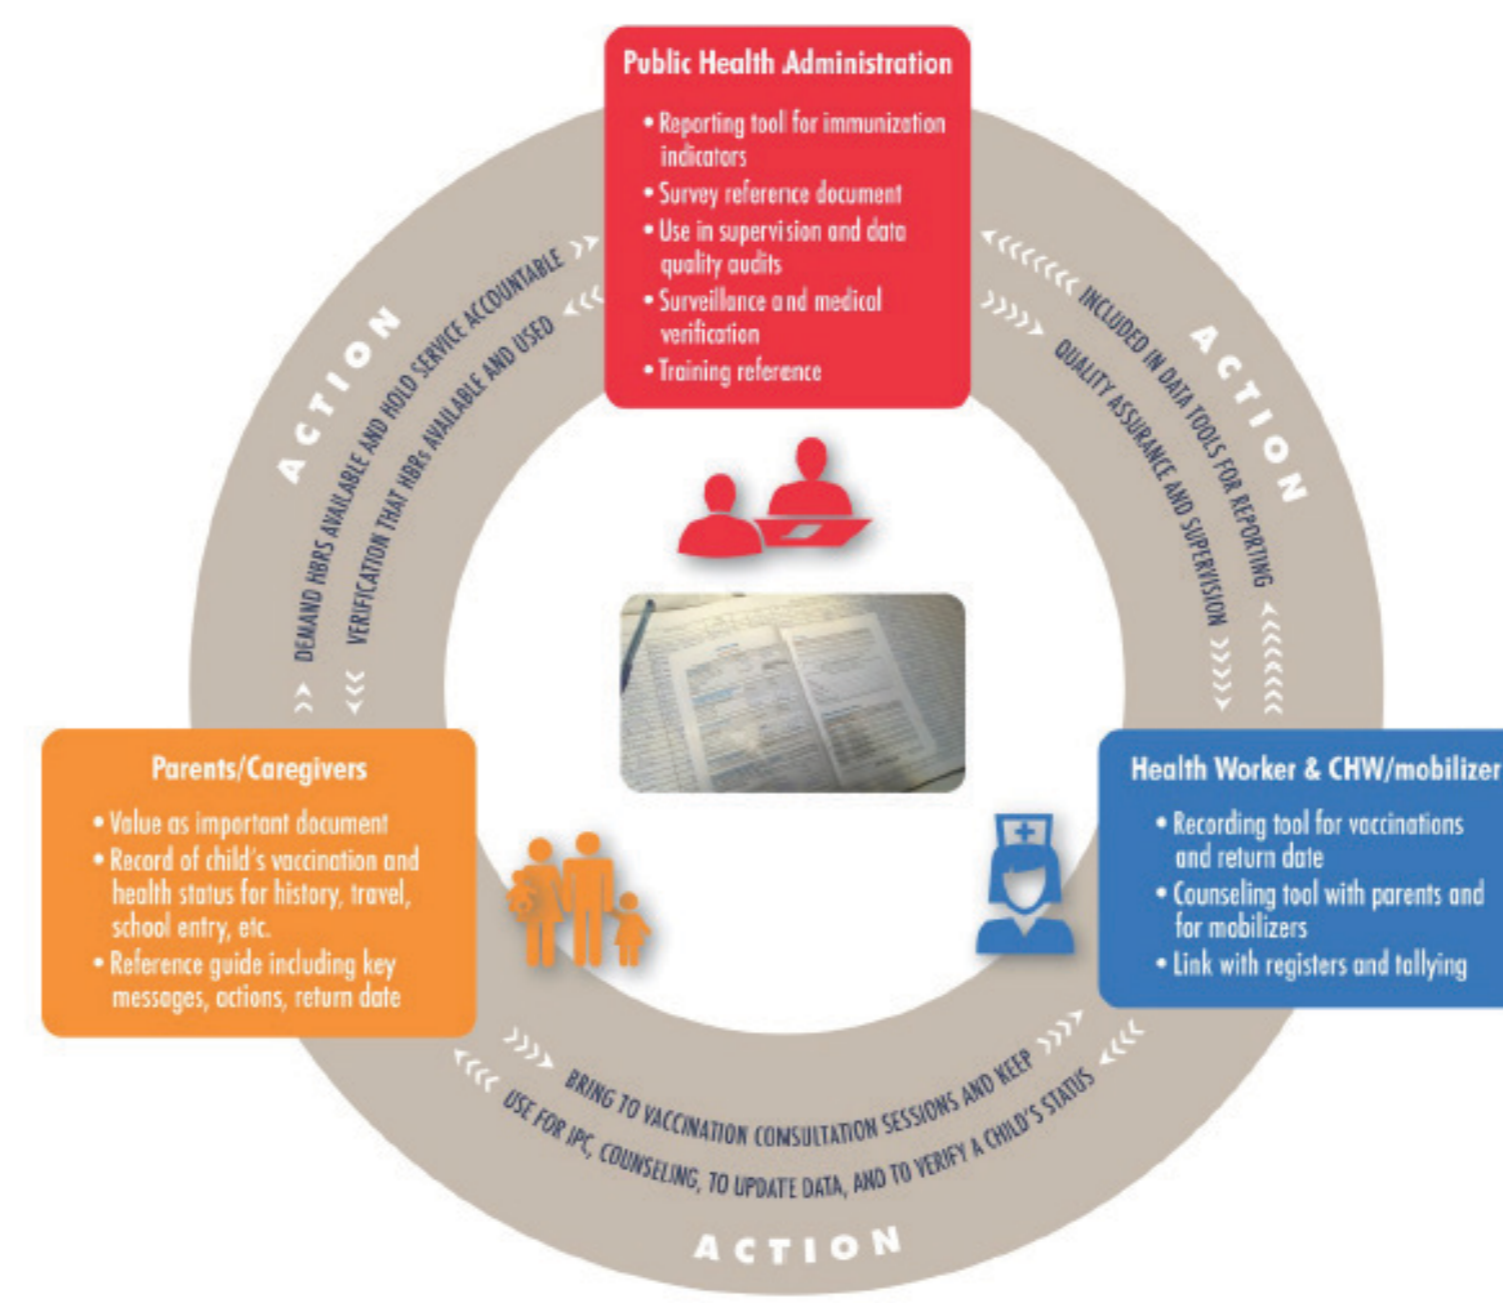 Public Health Administration
• Reporting tool for immunization
indicators
• Survey reference document
• Use in supervision and data
quality audits
• Surveillance and medical
verification
• Training reference
ACTION
DEMAND HBRS AVAILABLE AND HOLD SERVICE ACCOUNTABLE
VERIFICATION THAT HBRs AVAILABLE AND USED
ACTION
INCLUDED IN DATA TOOLS FOR REPORTING
QUALITY ASSURANCE AND SUPERVISION
Parents/Caregivers
• Value as important document
• Record of child's vaccination and
health status for history, travel,
school entry, etc.
• Reference guide including key
messages, actions, return date
Health Worker & CHW/mobilizer
• Recording tool for vaccinations
and return date
• Counseling tool with parents and
for mobilizers
• Link with registers and tallying
BRING TO VACCINATION COMSULTATION SESSIONS AND KEEP
USE FOR IPC, COUNSELING, TO UPDATE DATA, AND TO VERIFY A CHILD'S STATUS
ACTION